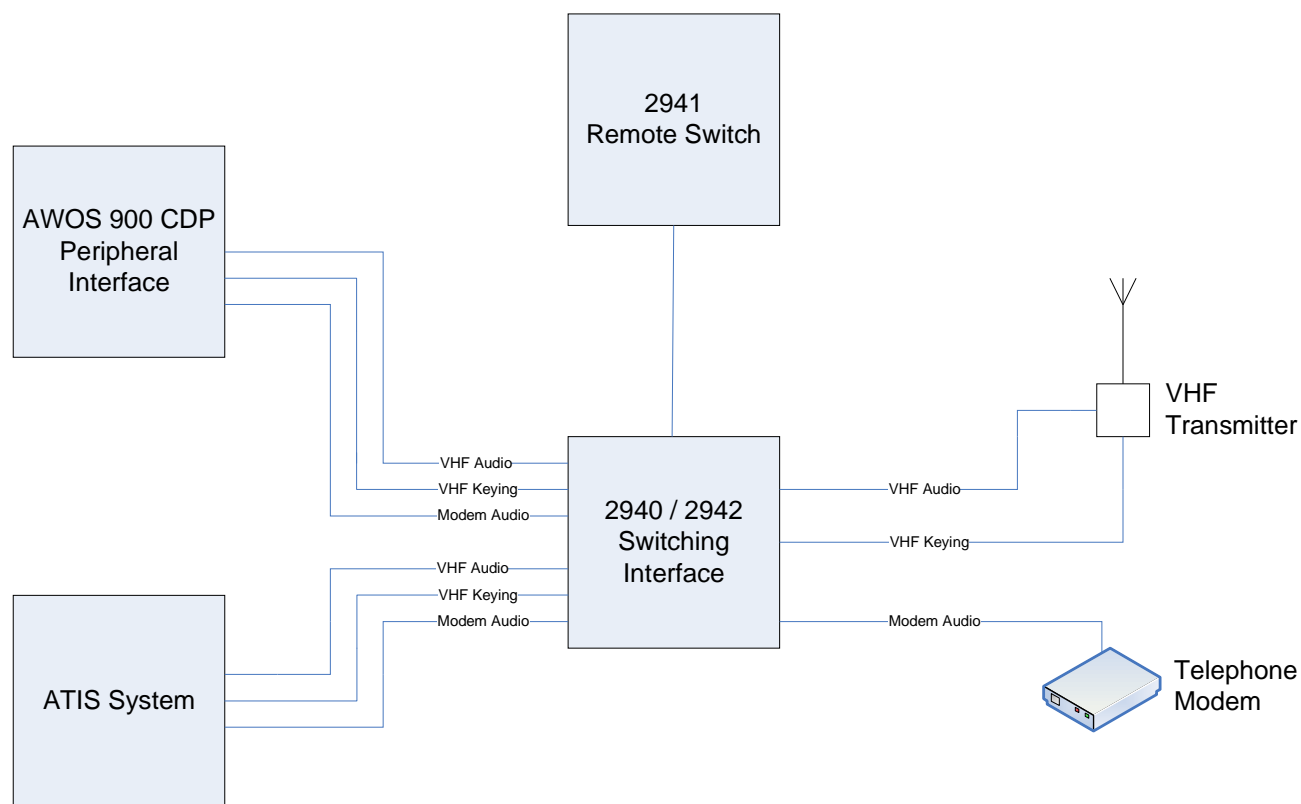 2941
Remote Switch
AWOS 900 CDP
Peripheral
Interface
VHF
Transmitter
VHF Audio
VHF Keying
Modem Audio
VHF Audio
VHF Keying
Modem Audio
2940 / 2942
Switching
Interface
VHF Audio
VHF Keying
Modem Audio
ATIS System
Telephone
Modem